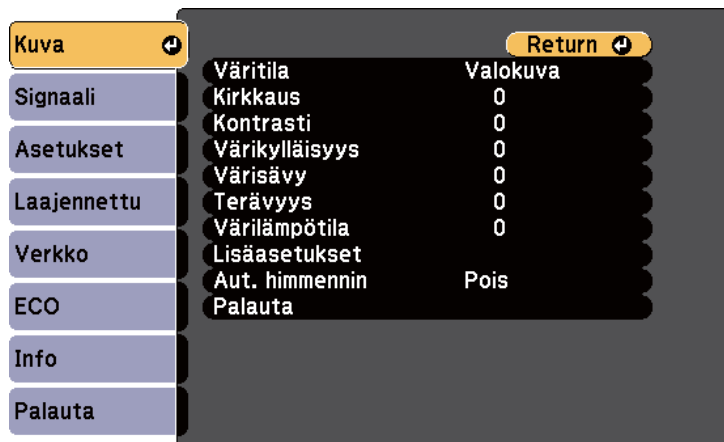 Kuva
Signaali
Asetukset
Laajennettu
Verkko
ECO
Info
Palauta
Return
Väritila Valokuva
Kirkkaus 0
Kontrasti 0
Värikylläisyys 0
Värisävy 0
Terävyys 0
Värilämpötila 0
Lisäasetukset
Aut. himmennin Pois
Palauta